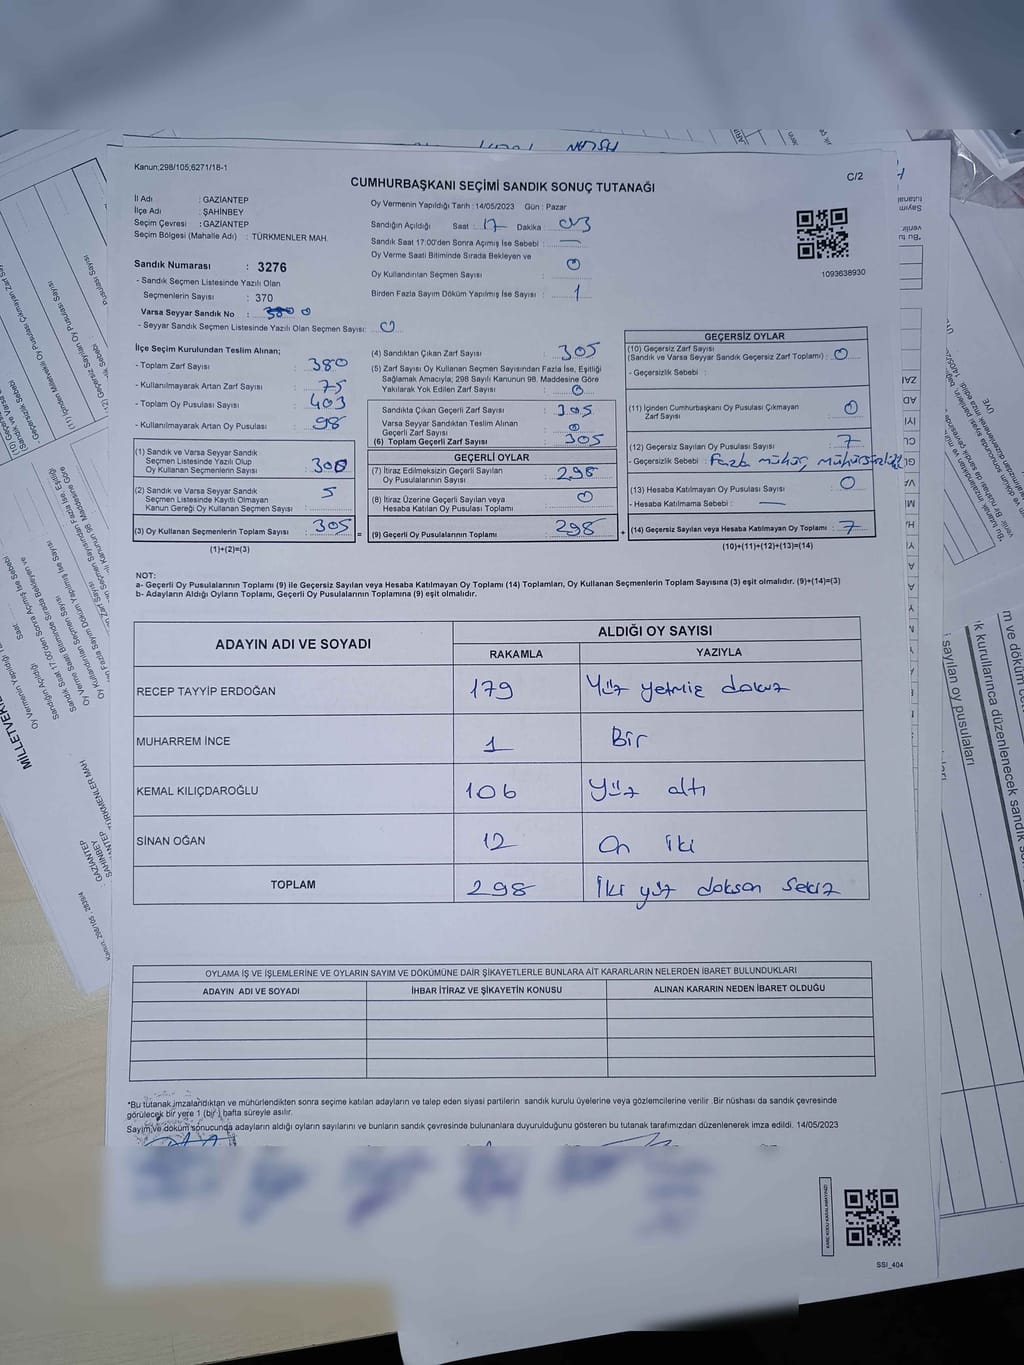 Kanun;298/105,6271/18-1
C/2
CUMHURBAŞKANI SEÇİMİ SANDIK SONUÇ TUTANAĞI
İl Adı : GAZİANTEP
İlçe Adı : ŞAHİNBEY
Seçim Çevresi : GAZİANTEP
Seçim Bölgesi (Mahalle Adı) : TÜRKMENLER MAH.
Sandık Numarası : 3276
- Sandık Seçmen Listesinde Yazılı Olan
Seçmenlerin Sayısı : 370
Varsa Seyyar Sandık No : 0
- Seyyar Sandık Seçmen Listesinde Yazılı Olan Seçmen Sayısı: 0
Oy Vermenin Yapıldığı Tarih : 14/05/2023 Gün : Pazar
Sandığın Açıldığı Saat 17 Dakika 03
Sandık Saat 17:00'den Sonra Açımış İse Sebebi : —
Oy Verme Saati Bitiminde Sırada Bekleyen ve
Oy Kullandırılan Seçmen Sayısı : 0
Birden Fazla Sayım Döküm Yapılmış İse Sayısı : 1
1093638930
İlçe Seçim Kurulundan Teslim Alınan;
- Toplam Zarf Sayısı : 380
- Kullanılmayarak Artan Zarf Sayısı : 75
- Toplam Oy Pusulası Sayısı : 403
- Kullanılmayarak Artan Oy Pusulası : 98
(1) Sandık ve Varsa Seyyar Sandık
Seçmen Listesinde Yazılı Olup
Oy Kullanan Seçmenlerin Sayısı : 300
(2) Sandık ve Varsa Seyyar Sandık
Seçmen Listesinde Kayıtlı Olmayan
Kanun Gereği Oy Kullanan Seçmen Sayısı : 5
(3) Oy Kullanan Seçmenlerin Toplam Sayısı : 305
(1)+(2)=(3)
(4) Sandıktan Çıkan Zarf Sayısı : 305
(5) Zarf Sayısı Oy Kullanan Seçmen Sayısından Fazla İse, Eşitliği
Sağlamak Amacıyla; 298 Sayılı Kanunun 98. Maddesine Göre
Yakılarak Yok Edilen Zarf Sayısı : 0
Sandıkta Çıkan Geçerli Zarf Sayısı : 305
Varsa Seyyar Sandıktan Teslim Alınan
Geçerli Zarf Sayısı : 0
(6) Toplam Geçerli Zarf Sayısı : 305
GEÇERLİ OYLAR
(7) İtiraz Edilmeksizin Geçerli Sayılan
Oy Pusulalarının Sayısı : 298
(8) İtiraz Üzerine Geçerli Sayılan veya
Hesaba Katılan Oy Pusulası Toplamı : 0
= (9) Geçerli Oy Pusulalarının Toplamı : 298
GEÇERSİZ OYLAR
(10) Geçersiz Zarf Sayısı
(Sandık ve Varsa Seyyar Sandık Geçersiz Zarf Toplamı) : 0
- Geçersizlik Sebebi :
(11) İçinden Cumhurbaşkanı Oy Pusulası Çıkmayan
Zarf Sayısı : 0
(12) Geçersiz Sayılan Oy Pusulası Sayısı : 7
- Geçersizlik Sebebi : Fazla mühür, mühürsüzlük
(13) Hesaba Katılmayan Oy Pusulası Sayısı : 0
- Hesaba Katılmama Sebebi : —
+ (14) Geçersiz Sayılan veya Hesaba Katılmayan Oy Toplamı : 7
(10)+(11)+(12)+(13)=(14)
NOT:
a- Geçerli Oy Pusulalarının Toplamı (9) ile Geçersiz Sayılan veya Hesaba Katılmayan Oy Toplamı (14) Toplamları, Oy Kullanan Seçmenlerin Toplam Sayısına (3) eşit olmalıdır. (9)+(14)=(3)
b- Adayların Aldığı Oyların Toplamı, Geçerli Oy Pusulalarının Toplamına (9) eşit olmalıdır.
ADAYIN ADI VE SOYADI
ALDIĞI OY SAYISI
RAKAMLA YAZIYLA
RECEP TAYYİP ERDOĞAN 179 Yüz yetmiş dokuz
MUHARREM İNCE 1 Bir
KEMAL KILIÇDAROĞLU 106 Yüz altı
SİNAN OĞAN 12 On iki
TOPLAM 298 İki yüz doksan sekiz
OYLAMA İŞ VE İŞLEMLERİNE VE OYLARIN SAYIM VE DÖKÜMÜNE DAİR ŞİKAYETLERLE BUNLARA AİT KARARLARIN NELERDEN İBARET BULUNDUKLARI
ADAYIN ADI VE SOYADI İHBAR İTİRAZ VE ŞİKAYETİN KONUSU ALINAN KARARIN NEDEN İBARET OLDUĞU
*Bu tutanak,imzalandıktan ve mühürlendikten sonra seçime katılan adayların ve talep eden siyasi partilerin sandık kurulu üyelerine veya gözlemcilerine verilir .Bir nüshası da sandık çevresinde
görülecek bir yere 1 (bir ) hafta süreyle asılır.
Sayım ve döküm sonucunda adayların aldığı oyların sayılarını ve bunların sandık çevresinde bulunanlara duyurulduğunu gösteren bu tutanak tarafımızdan düzenlenerek imza edildi. 14/05/2023
SSI_404